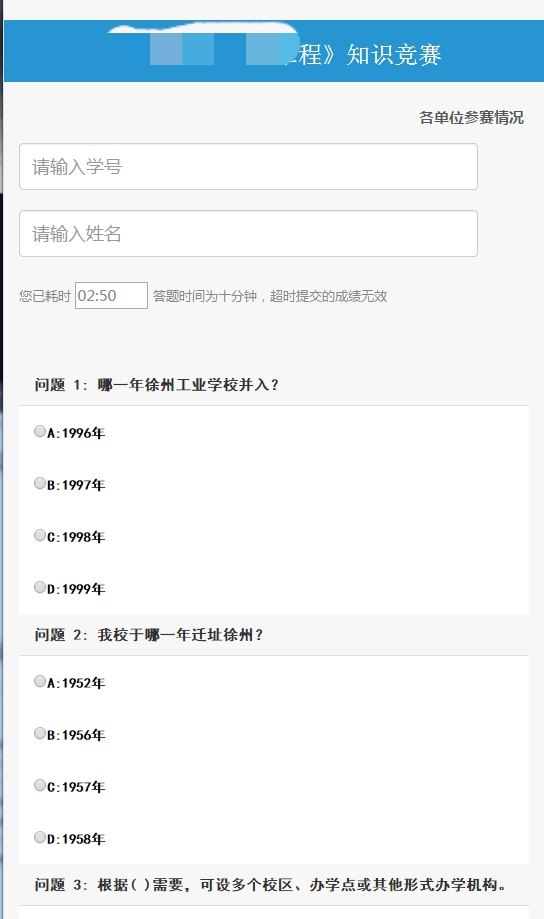 程》知识竞赛
各单位参赛情况
请输入学号
请输入姓名
您已耗时 02:50 答题时间为十分钟，超时提交的成绩无效
问题 1: 哪一年徐州工业学校并入？
A:1996年
B:1997年
C:1998年
D:1999年
问题 2: 我校于哪一年迁址徐州？
A:1952年
B:1956年
C:1957年
D:1958年
问题 3: 根据( )需要，可设多个校区、办学点或其他形式办学机构。